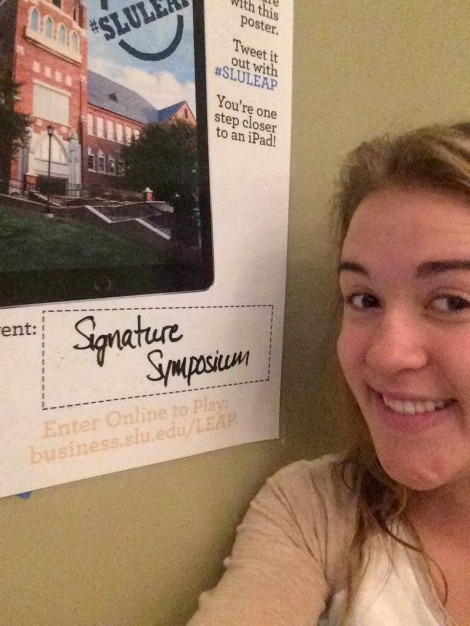 #SLULEAP
with this
poster.
Tweet it
out with
#SLULEAP
You're one
step closer
to an iPad!
Signature
Symposium
Enter Online to Play:
business.slu.edu/LEAP